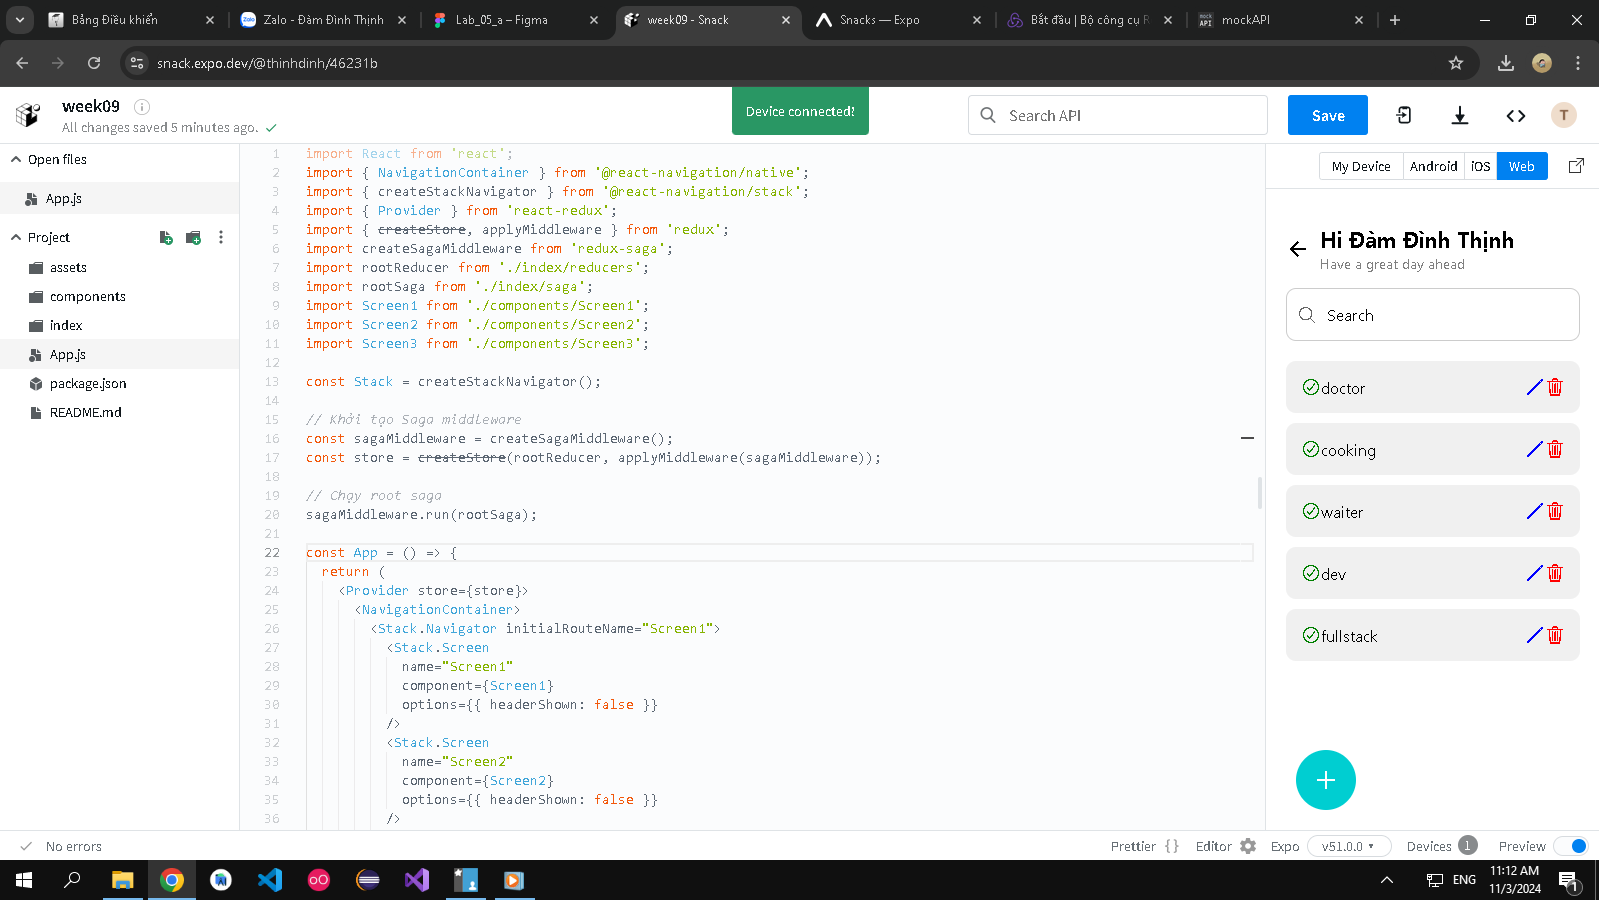 Bảng Điều khiển
Zalo - Đàm Đình Thịnh
Lab_05_a – Figma
week09 - Snack
Snacks — Expo
Bắt đầu | Bộ công cụ R
mockAPI
snack.expo.dev/@thinhdinh/46231b
week09
All changes saved 5 minutes ago.
Device connected!
Search API
Save
T
Open files
App.js
Project
assets
components
index
App.js
package.json
README.md
1 import React from 'react';
2 import { NavigationContainer } from '@react-navigation/native';
3 import { createStackNavigator } from '@react-navigation/stack';
4 import { Provider } from 'react-redux';
5 import { createStore, applyMiddleware } from 'redux';
6 import createSagaMiddleware from 'redux-saga';
7 import rootReducer from './index/reducers';
8 import rootSaga from './index/saga';
9 import Screen1 from './components/Screen1';
10 import Screen2 from './components/Screen2';
11 import Screen3 from './components/Screen3';
12
13 const Stack = createStackNavigator();
14
15 // Khởi tạo Saga middleware
16 const sagaMiddleware = createSagaMiddleware();
17 const store = createStore(rootReducer, applyMiddleware(sagaMiddleware));
18
19 // Chạy root saga
20 sagaMiddleware.run(rootSaga);
21
22 const App = () => {
23 return (
24 <Provider store={store}>
25 <NavigationContainer>
26 <Stack.Navigator initialRouteName="Screen1">
27 <Stack.Screen
28 name="Screen1"
29 component={Screen1}
30 options={{ headerShown: false }}
31 />
32 <Stack.Screen
33 name="Screen2"
34 component={Screen2}
35 options={{ headerShown: false }}
36 />
My Device Android iOS Web
Hi Đàm Đình Thịnh
Have a great day ahead
Search
doctor
cooking
waiter
dev
fullstack
No errors
Prettier {} Editor Expo v51.0.0 Devices 1 Preview
ENG
11:12 AM
11/3/2024
1